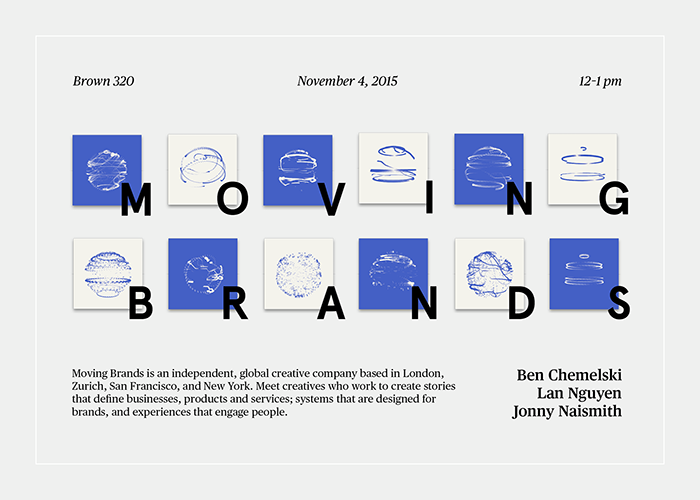 Brown 320
November 4, 2015
12-1 pm
MOVING
BRANDS
Moving Brands is an independent, global creative company based in London,
Zurich, San Francisco, and New York. Meet creatives who work to create stories
that define businesses, products and services; systems that are designed for
brands, and experiences that engage people.
Ben Chemelski
Lan Nguyen
Jonny Naismith